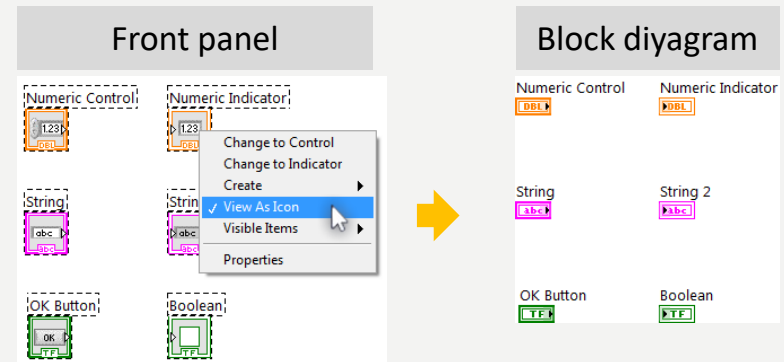 Front panel
Block diyagram
Numeric Control
Numeric Indicator
1.23
DBL
1.23
DBL
Change to Control
Change to Indicator
Create
✓ View As Icon
Visible Items
Properties
String
Strin
abc
abc
abc
abc
OK Button
Boolean
OK
TF
TF
Numeric Control
Numeric Indicator
DBL
DBL
String
String 2
abc
abc
OK Button
Boolean
TF
TF